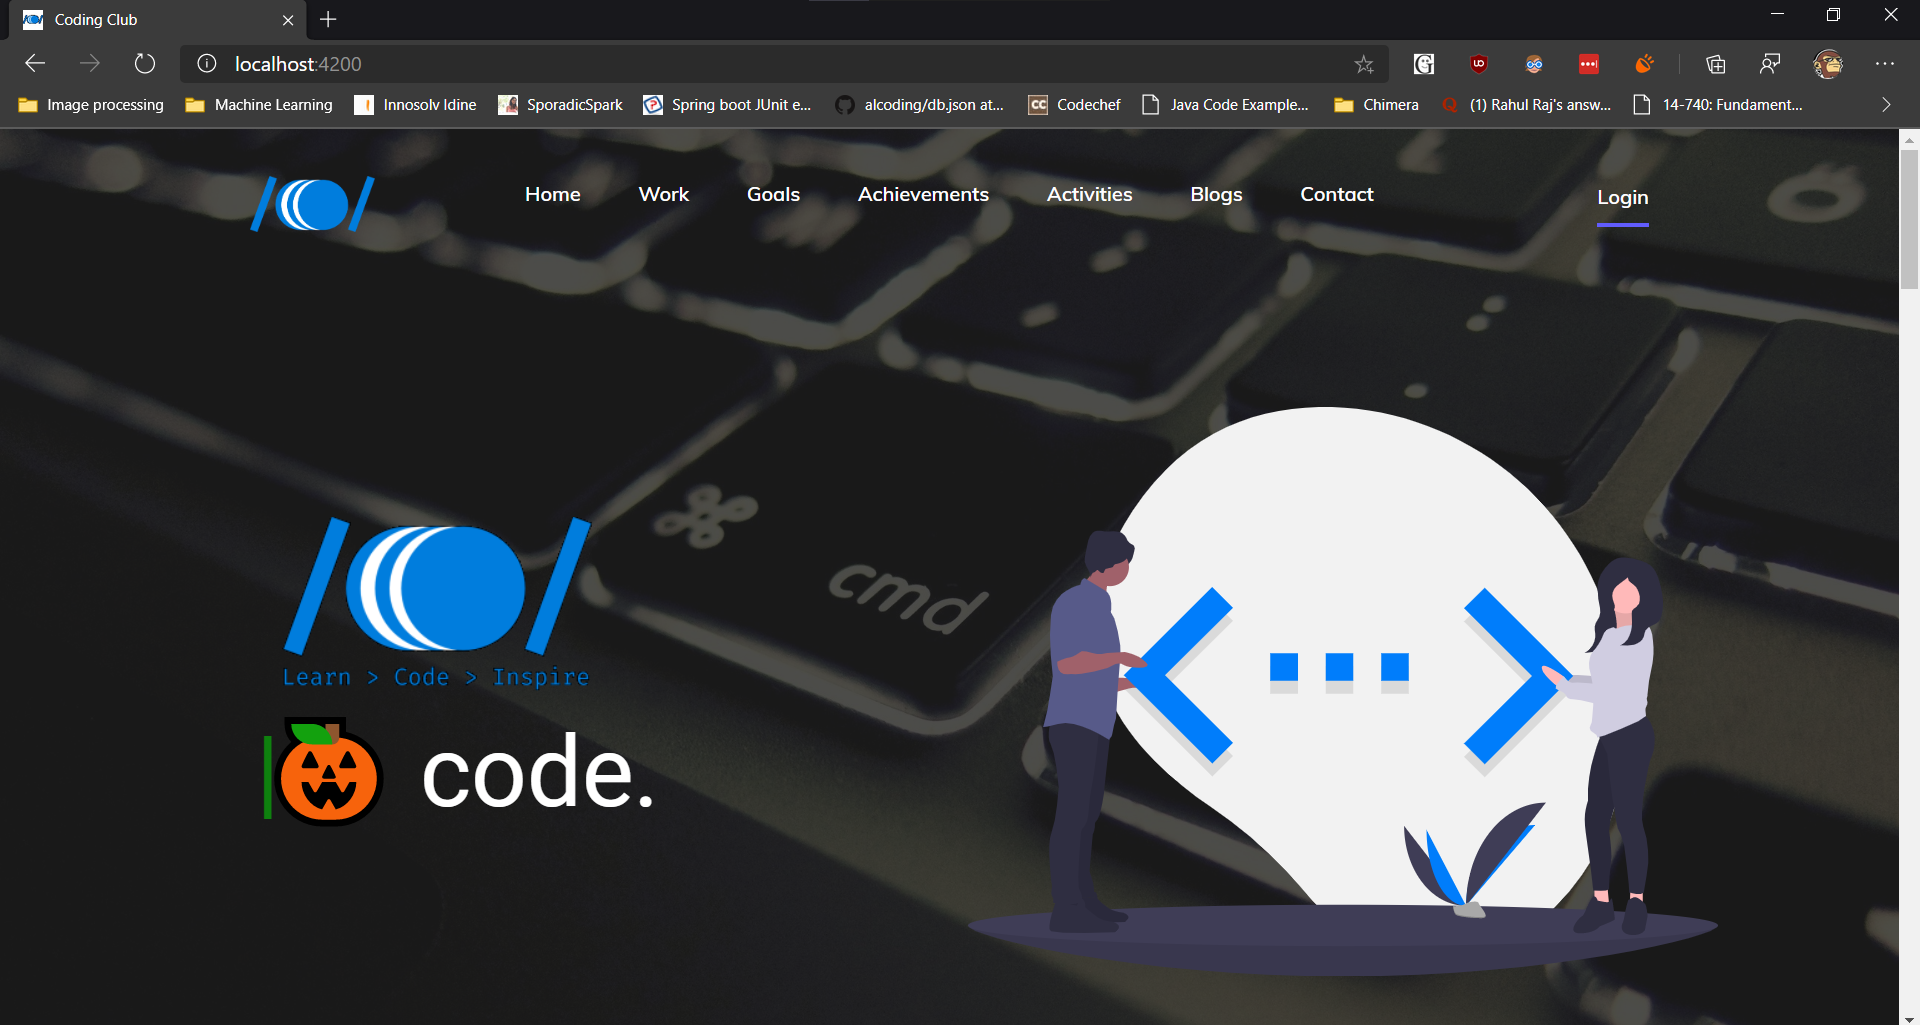 Coding Club
localhost:4200
Image processing Machine Learning Innosolv Idine SporadicSpark Spring boot JUnit e... alcoding/db.json at... CC Codechef Java Code Example... Chimera (1) Rahul Raj's answ... 14-740: Fundament...
Home Work Goals Achievements Activities Blogs Contact Login
cmd
Learn > Code > Inspire
code.